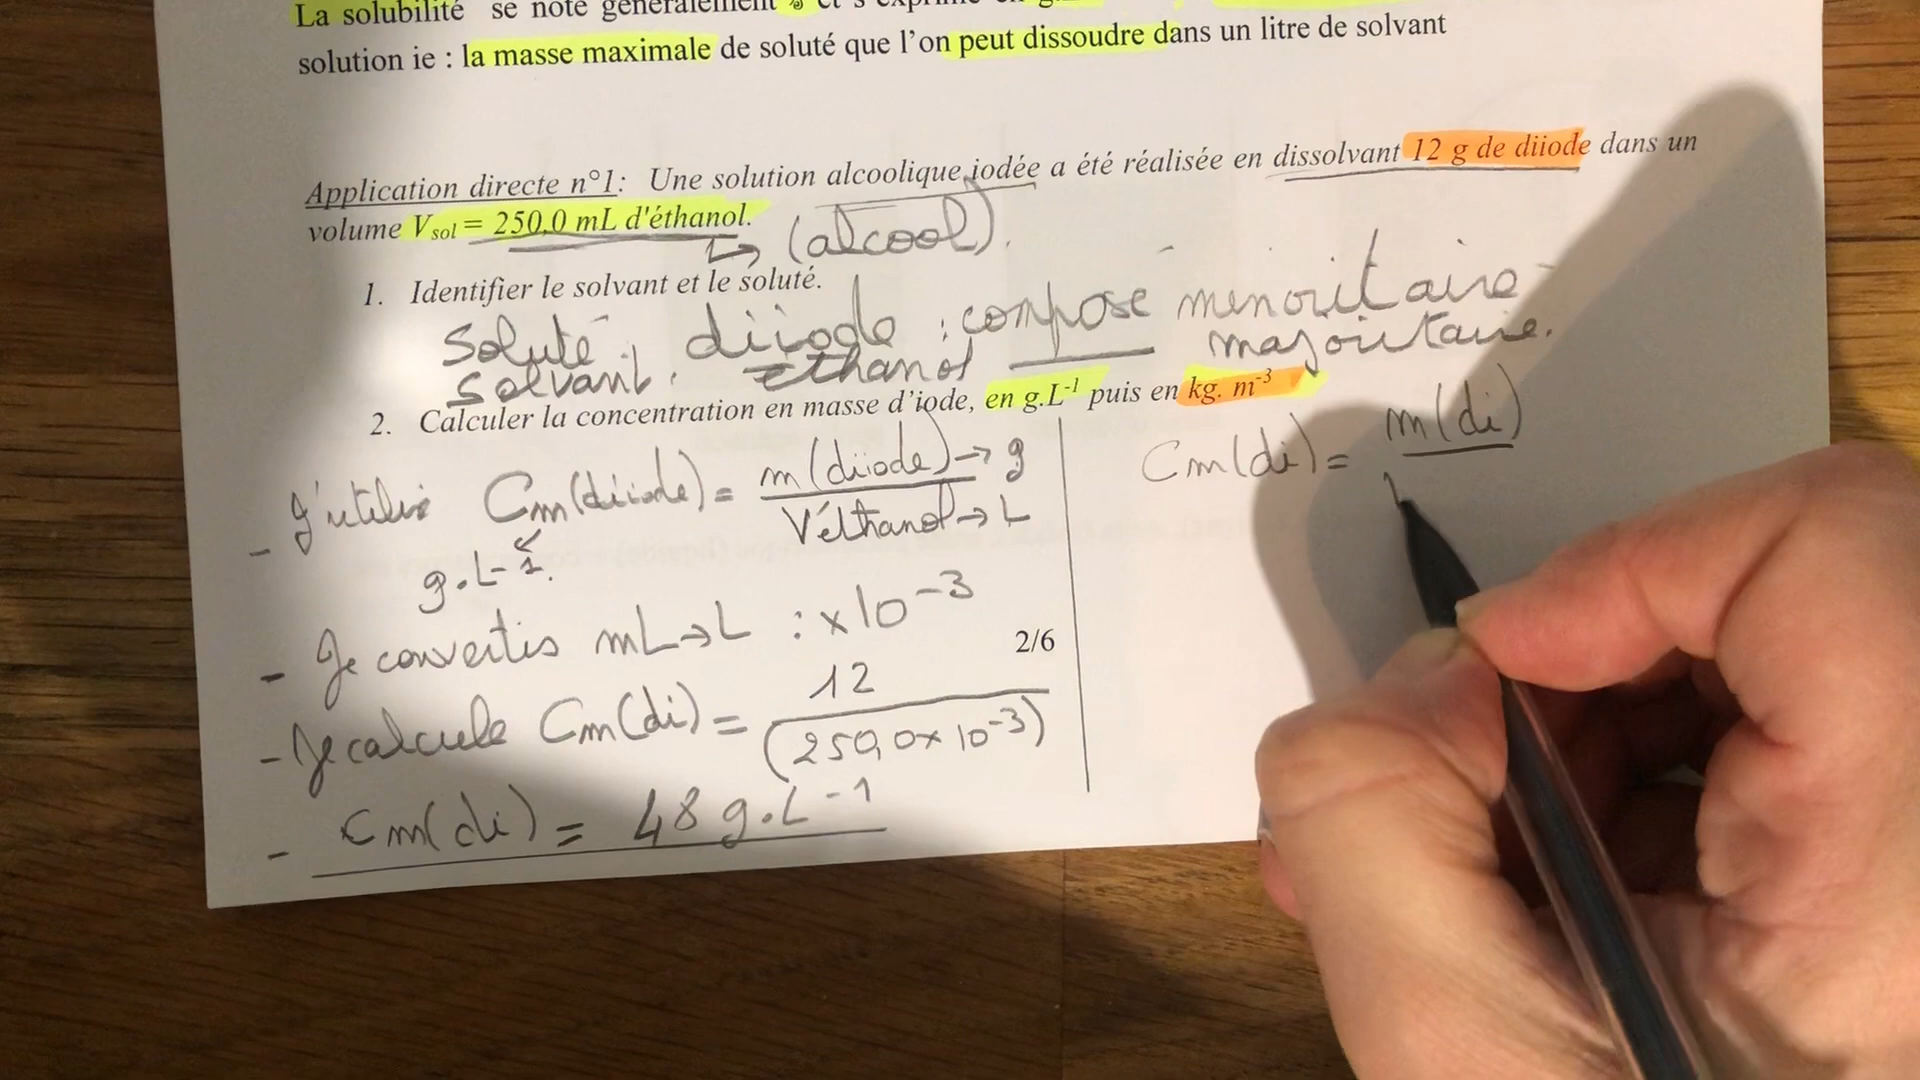 La solubilité se note généralement
solution ie : la masse maximale de soluté que l'on peut dissoudre dans un litre de solvant
Application directe n°1: Une solution alcoolique iodée a été réalisée en dissolvant 12 g de diiode dans un
volume Vsol = 250,0 mL d'éthanol.
↳ (alcool).
1. Identifier le solvant et le soluté.
Soluté : diiode : composé minoritaire
solvant : éthanol ____ majoritaire.
2. Calculer la concentration en masse d'iode, en g.L-1 puis en kg. m-3
- J'utilise Cm(diiode) = m(diiode) → g / Véthanol → L
g.L-1.
- Je convertis mL → L : x10-3
2/6
- Je calcule Cm(di) = 12 / (250,0 x 10-3)
- Cm(di) = 48 g.L-1
Cm(di) = m(di)